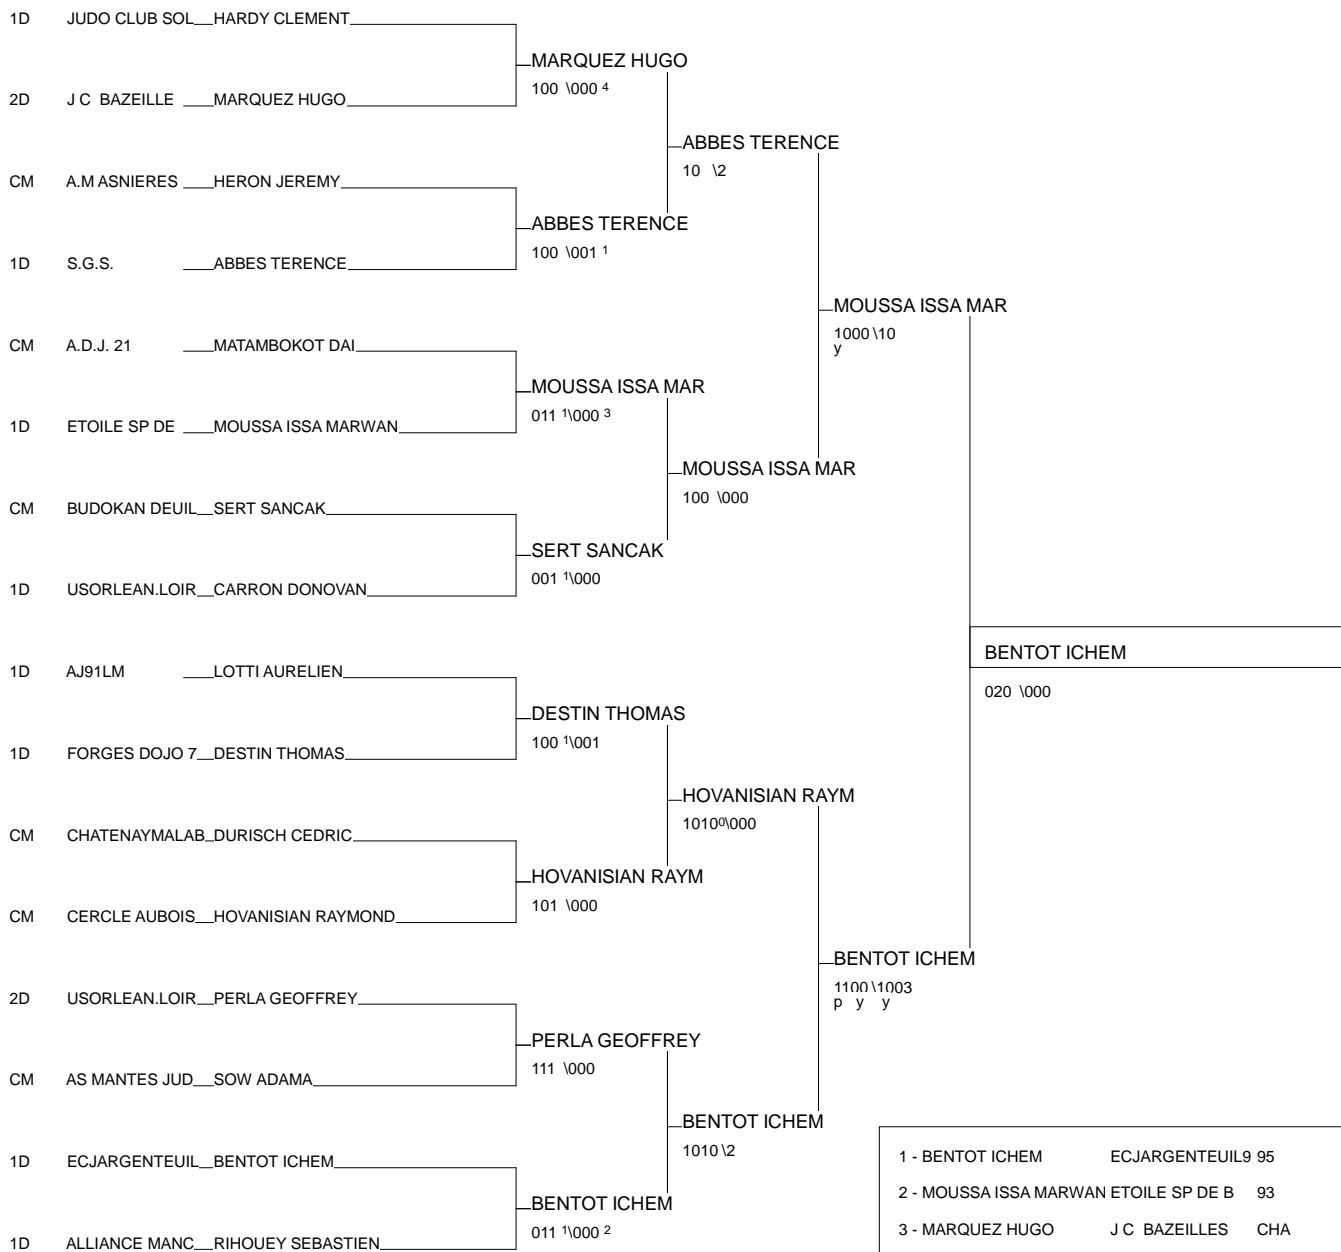 1D JUDO CLUB SOL HARDY CLEMENT
MARQUEZ HUGO
100 \000 4
2D J C BAZEILLE MARQUEZ HUGO
ABBES TERENCE
10 \2
CM A.M ASNIERES HERON JEREMY
ABBES TERENCE
100 \001 1
1D S.G.S. ABBES TERENCE
MOUSSA ISSA MAR
1000 \10
y
CM A.D.J. 21 MATAMBOKOT DAI
MOUSSA ISSA MAR
011 1\000 3
1D ETOILE SP DE MOUSSA ISSA MARWAN
MOUSSA ISSA MAR
100 \000
CM BUDOKAN DEUIL SERT SANCAK
SERT SANCAK
001 1\000
1D USORLEAN.LOIR CARRON DONOVAN
BENTOT ICHEM
020 \000
1D AJ91LM LOTTI AURELIEN
DESTIN THOMAS
100 1\001
1D FORGES DOJO 7 DESTIN THOMAS
HOVANISIAN RAYM
1010 0\000
CM CHATENAYMALAB DURISCH CEDRIC
HOVANISIAN RAYM
101 \000
CM CERCLE AUBOIS HOVANISIAN RAYMOND
BENTOT ICHEM
1100 \1003
p y y
2D USORLEAN.LOIR PERLA GEOFFREY
PERLA GEOFFREY
111 \000
CM AS MANTES JUD SOW ADAMA
BENTOT ICHEM
1010 \2
1D ECJARGENTEUIL BENTOT ICHEM
BENTOT ICHEM
011 1\000 2
1D ALLIANCE MANC RIHOUEY SEBASTIEN
1 - BENTOT ICHEM ECJARGENTEUIL9 95
2 - MOUSSA ISSA MARWAN ETOILE SP DE B 93
3 - MARQUEZ HUGO J C BAZEILLES CHA